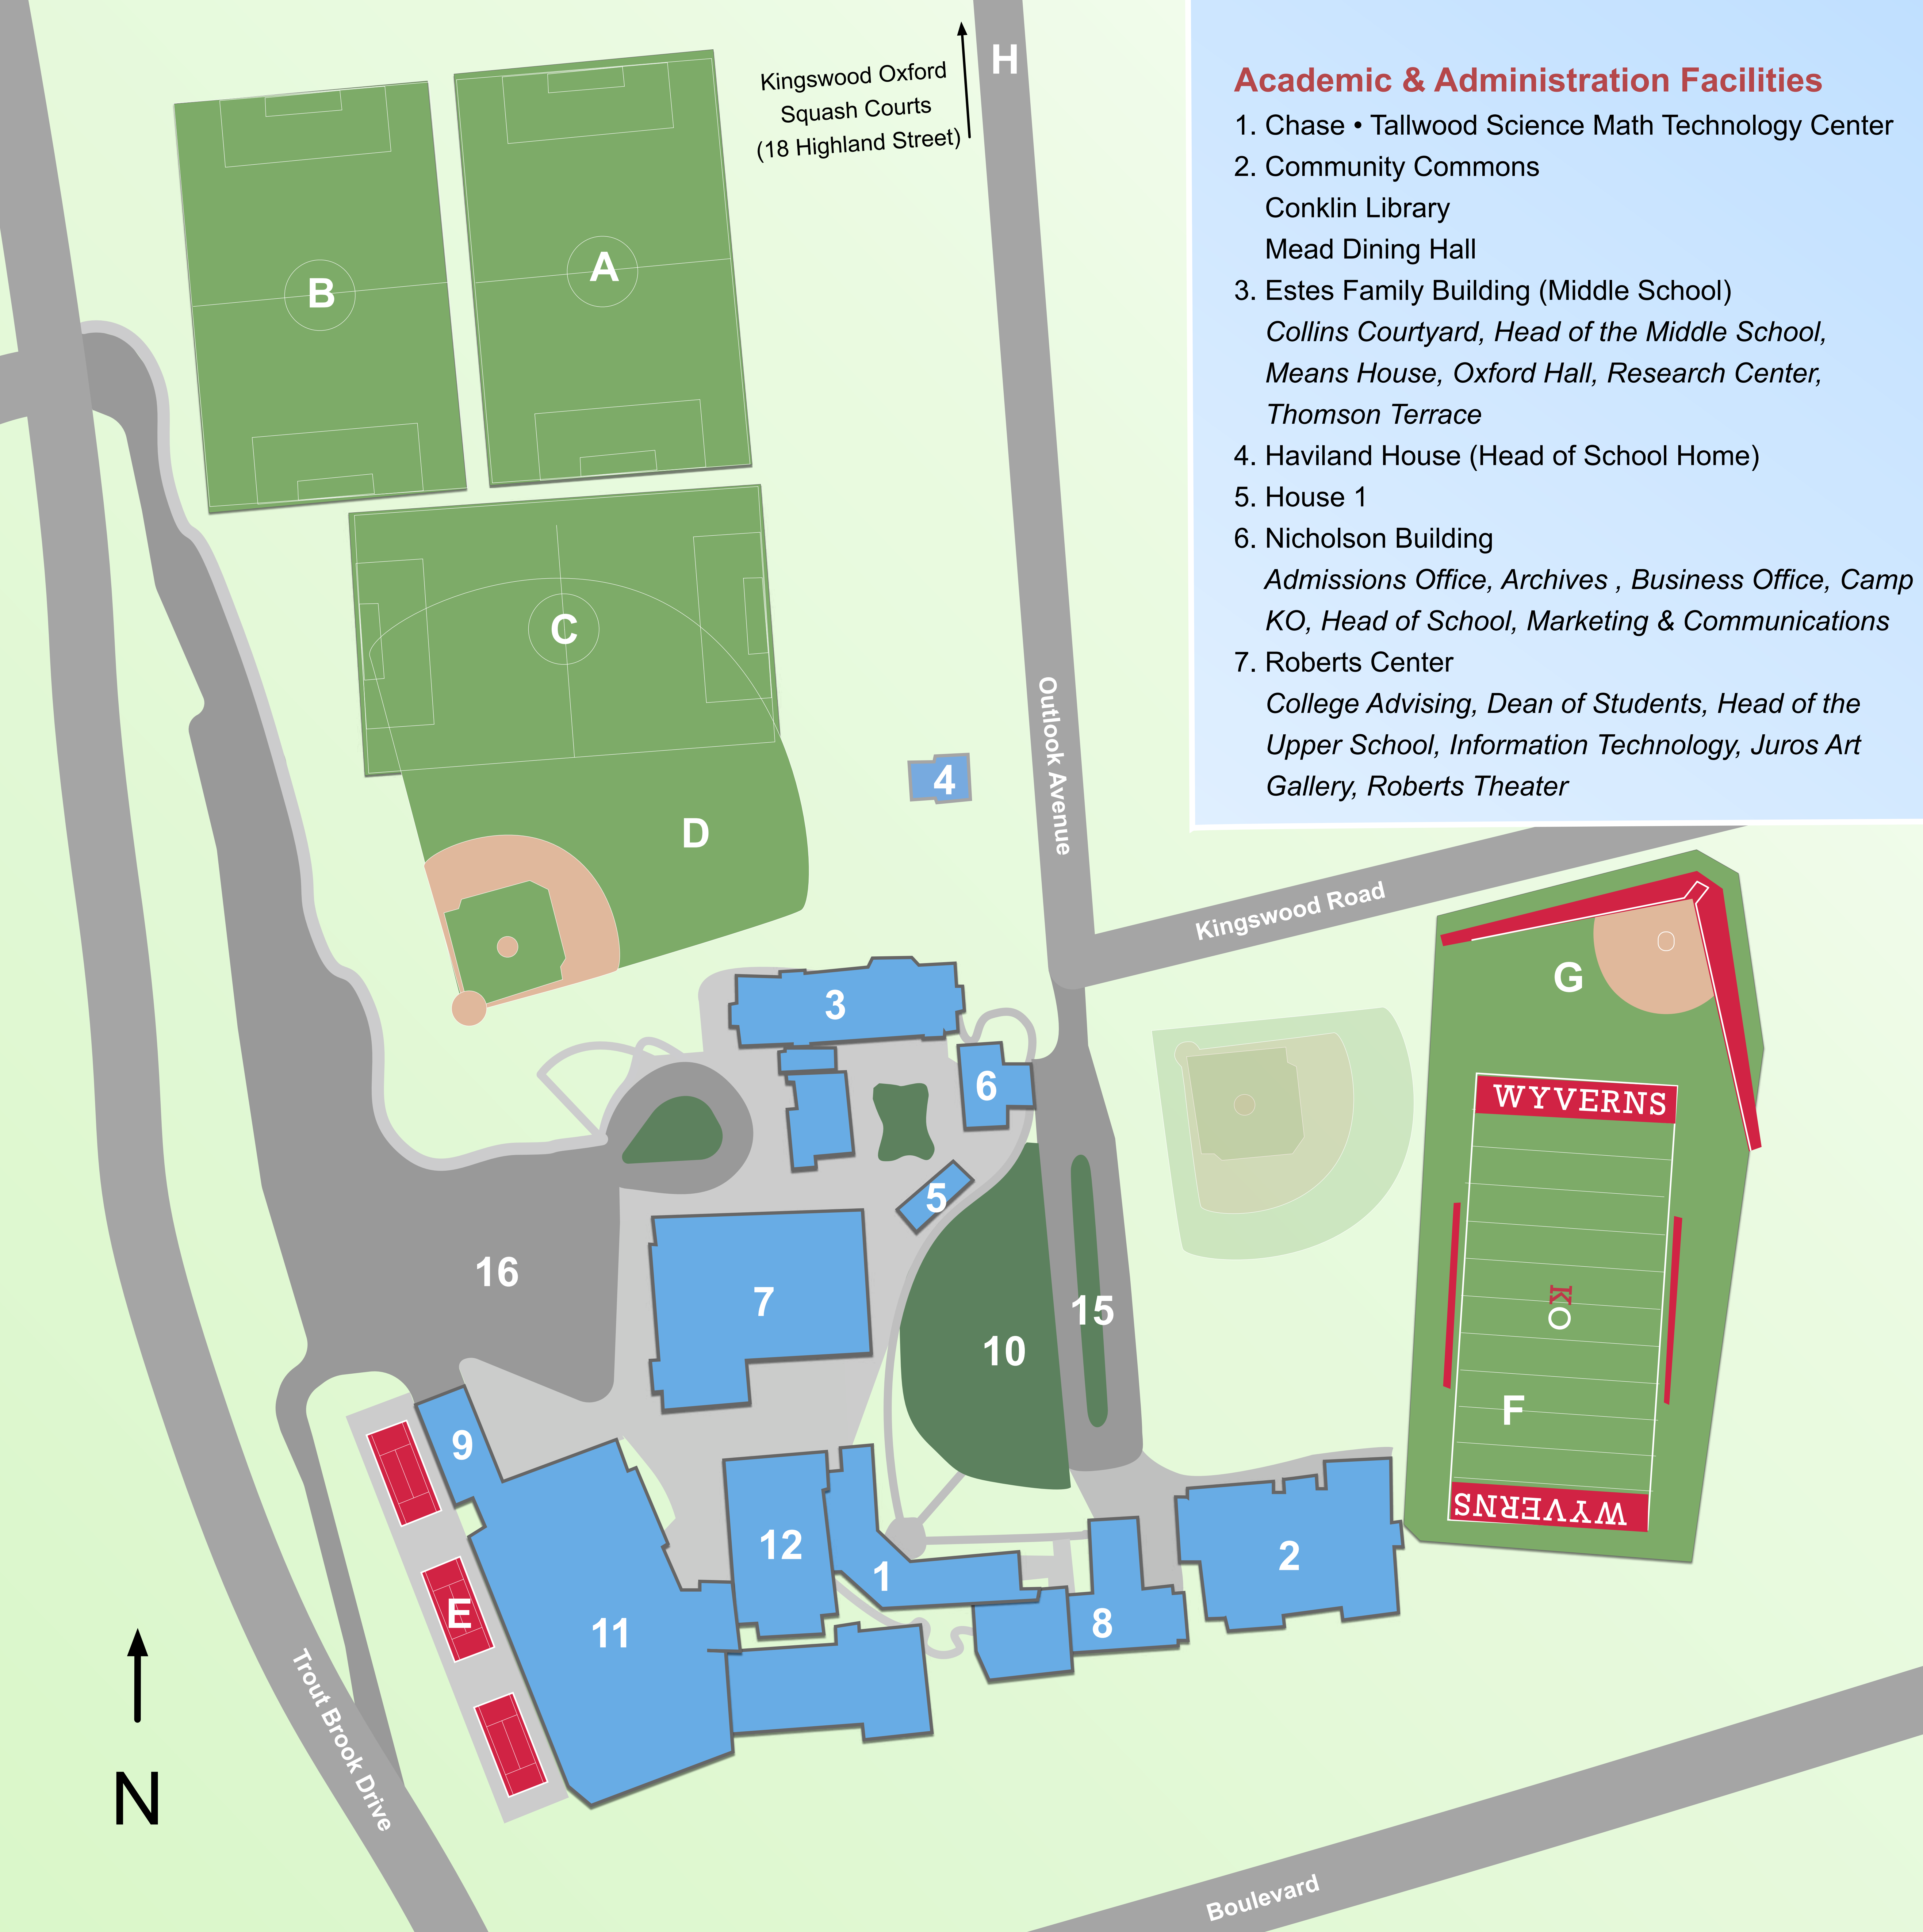 Kingswood Oxford
Squash Courts
(18 Highland Street)
H
Academic & Administration Facilities
1. Chase • Tallwood Science Math Technology Center
2. Community Commons
Conklin Library
Mead Dining Hall
3. Estes Family Building (Middle School)
Collins Courtyard, Head of the Middle School,
Means House, Oxford Hall, Research Center,
Thomson Terrace
4. Haviland House (Head of School Home)
5. House 1
6. Nicholson Building
Admissions Office, Archives , Business Office, Camp
KO, Head of School, Marketing & Communications
7. Roberts Center
College Advising, Dean of Students, Head of the
Upper School, Information Technology, Juros Art
Gallery, Roberts Theater
A
B
C
Outlook Avenue
4
D
Kingswood Road
G
3
6
WYVERNS
5
16
7
15
10
KO
F
9
WYVERNS
12
2
1
E
11
8
Trout Brook Drive
N
Boulevard